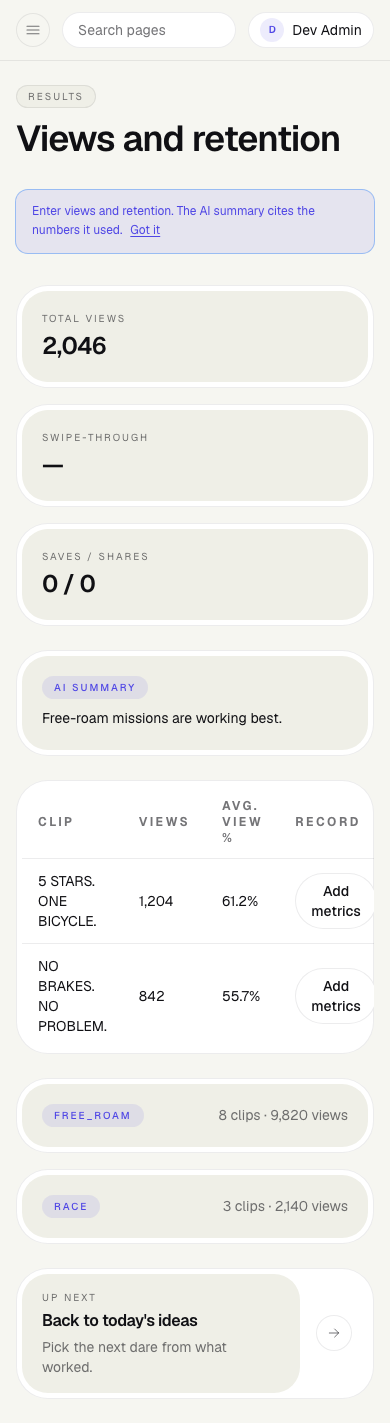 Search pages
D
Dev Admin
RESULTS
Views and retention
Enter views and retention. The AI summary cites the
numbers it used. Got it
TOTAL VIEWS
2,046
SWIPE-THROUGH
—
SAVES / SHARES
0 / 0
AI SUMMARY
Free-roam missions are working best.
CLIP VIEWS AVG. VIEW % RECORD
5 STARS.
ONE
BICYCLE.
1,204
61.2%
Add
metrics
NO
BRAKES.
NO
PROBLEM.
842
55.7%
Add
metrics
FREE_ROAM
8 clips · 9,820 views
RACE
3 clips · 2,140 views
UP NEXT
Back to today's ideas
Pick the next dare from what
worked.